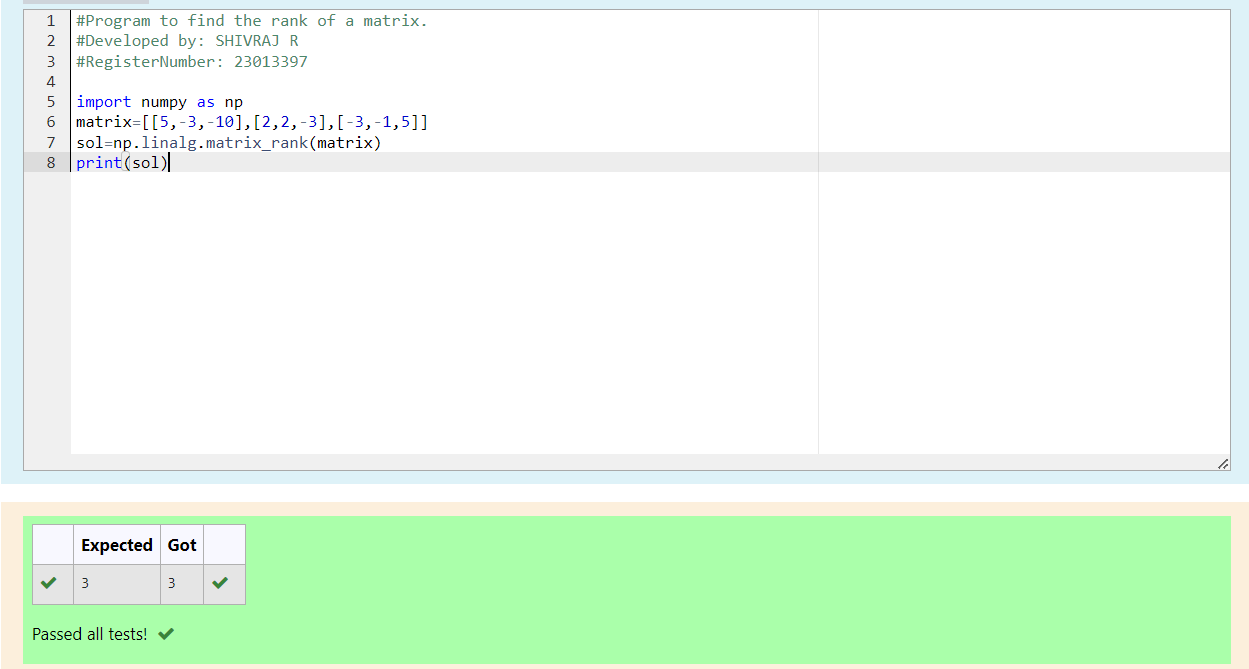 1 #Program to find the rank of a matrix.
2 #Developed by: SHIVRAJ R
3 #RegisterNumber: 23013397
4
5 import numpy as np
6 matrix=[[5,-3,-10],[2,2,-3],[-3,-1,5]]
7 sol=np.linalg.matrix_rank(matrix)
8 print(sol)
Expected Got
3 3
Passed all tests!